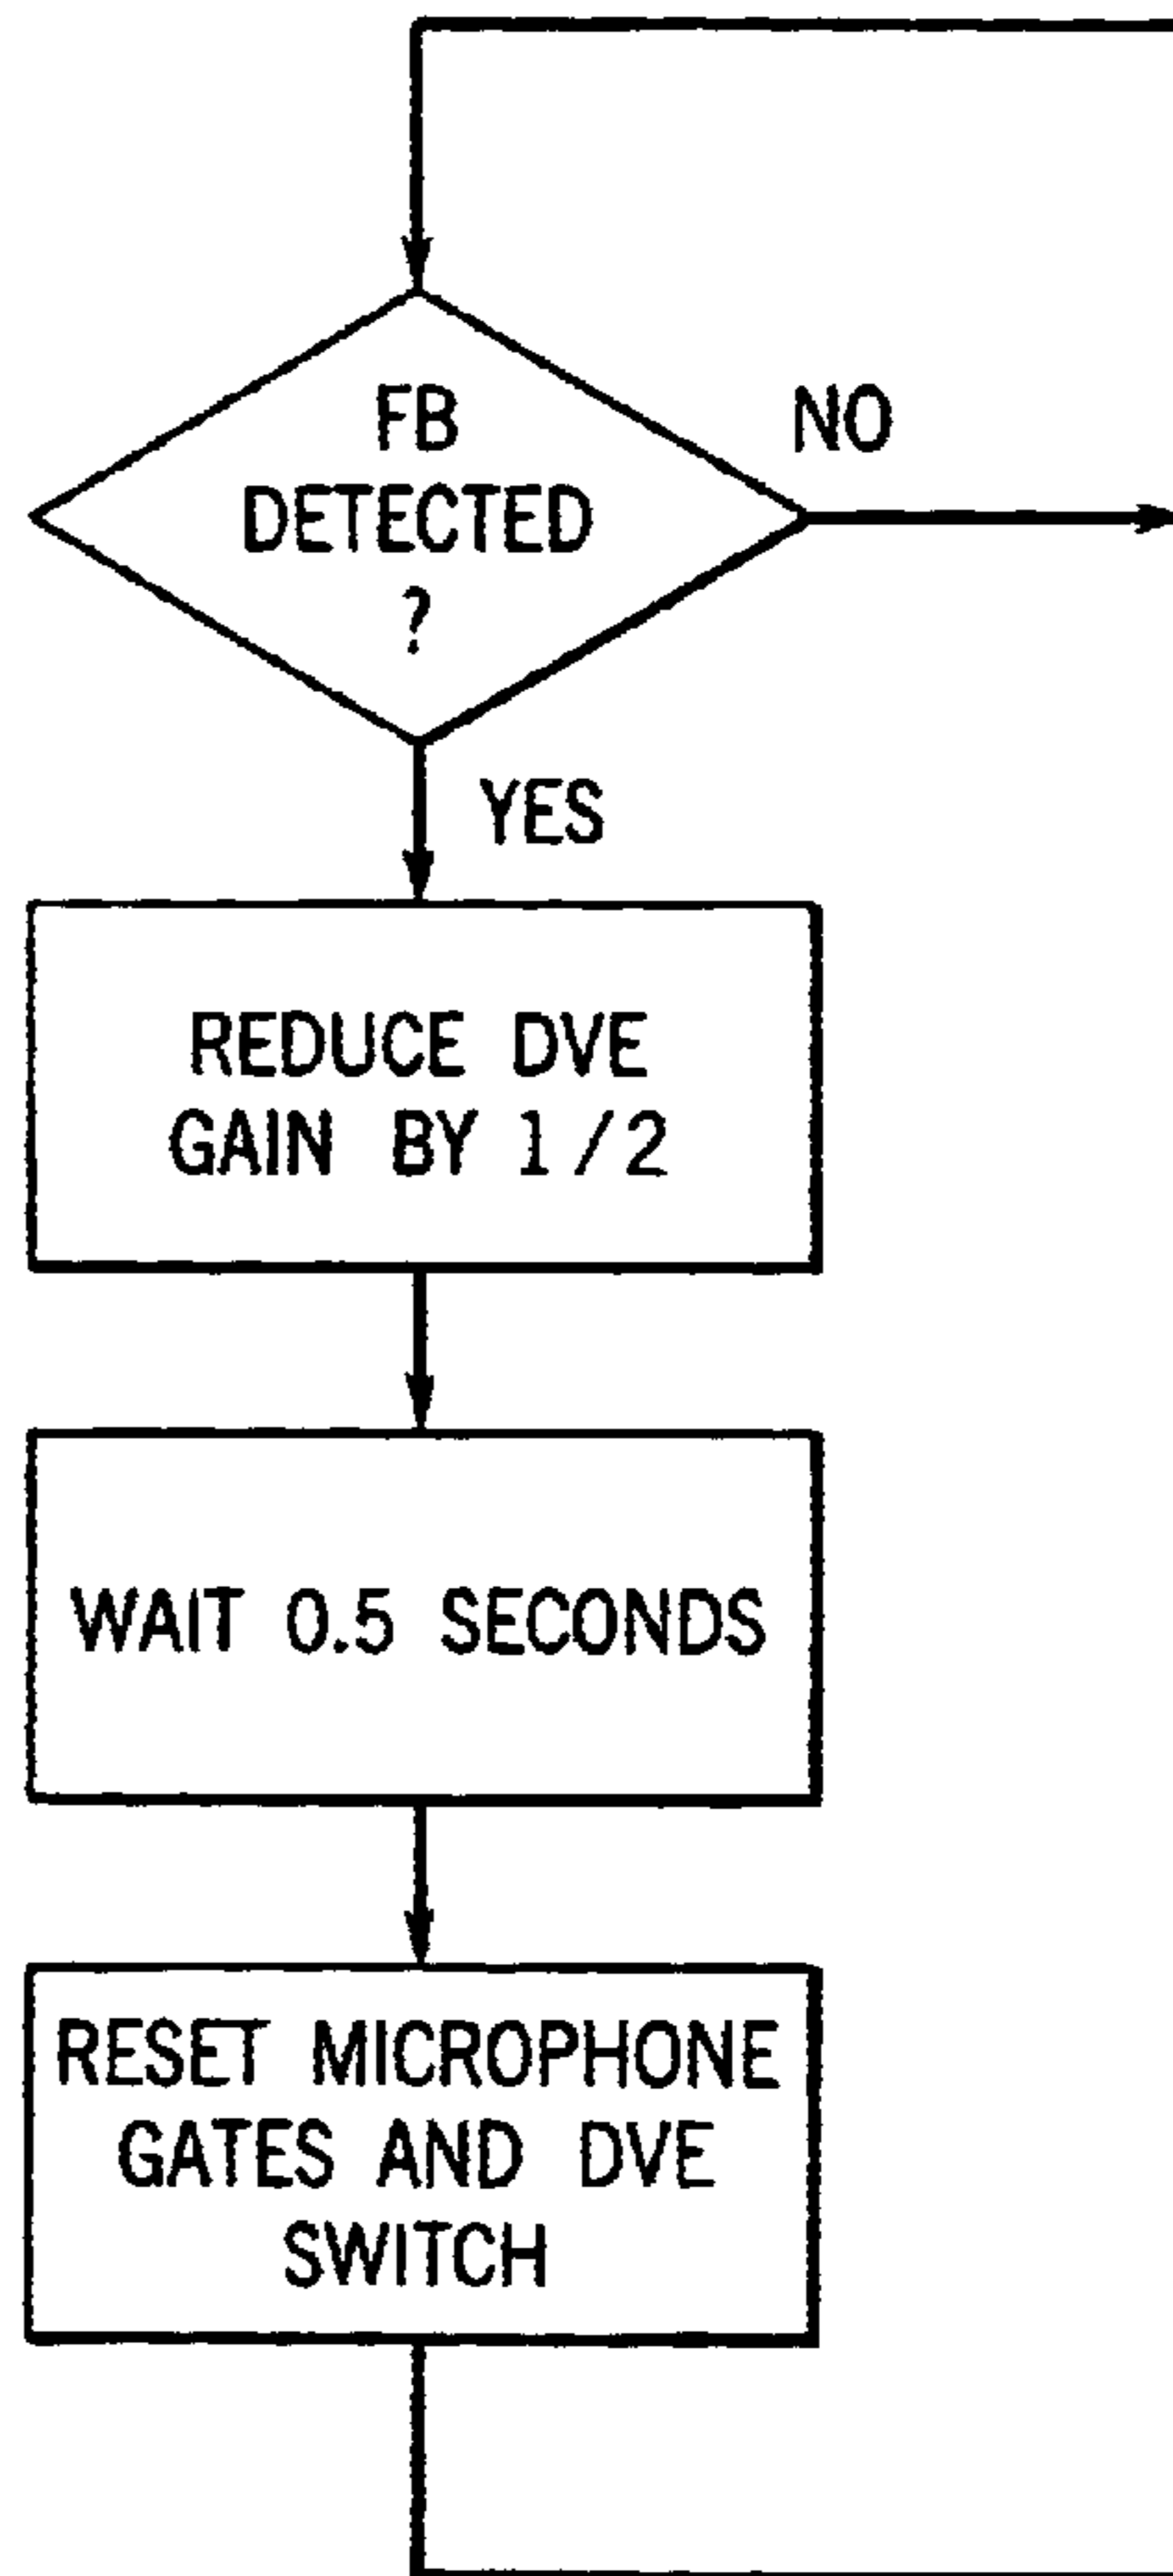 FB
DETECTED
?
NO
YES
REDUCE DVE
GAIN BY 1/2
WAIT 0.5 SECONDS
RESET MICROPHONE
GATES AND DVE
SWITCH